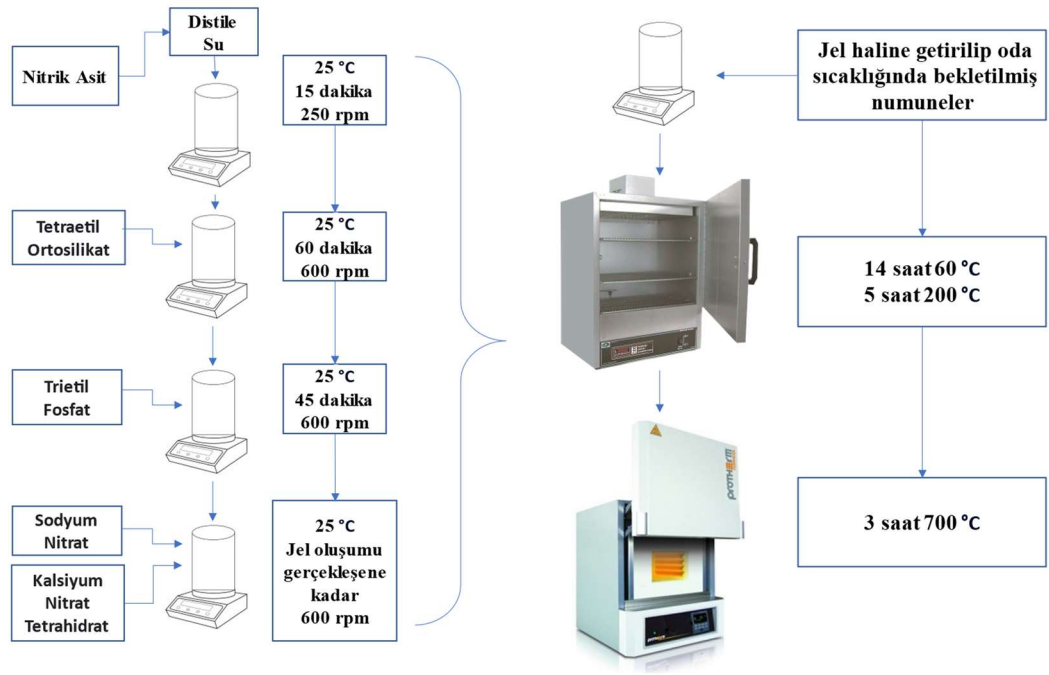 Distile
Su
Nitrik Asit
25 °C
15 dakika
250 rpm
Tetraetil
Ortosilikat
25 °C
60 dakika
600 rpm
Trietil
Fosfat
25 °C
45 dakika
600 rpm
Sodyum
Nitrat
Kalsiyum
Nitrat
Tetrahidrat
25 °C
Jel oluşumu
gerçekleşene
kadar
600 rpm
Jel haline getirilip oda
sıcaklığında bekletilmiş
numuneler
14 saat 60 °C
5 saat 200 °C
3 saat 700 °C
protherm